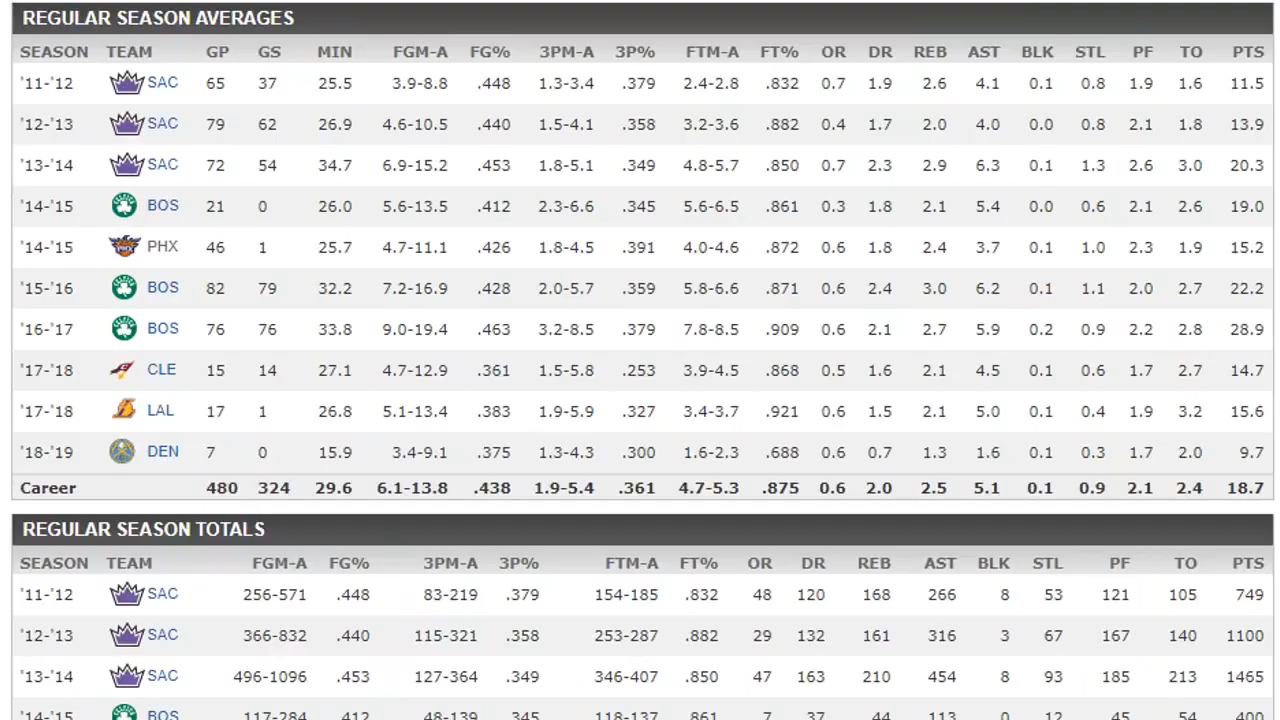 REGULAR SEASON AVERAGES
SEASON TEAM GP GS MIN FGM-A FG% 3PM-A 3P% FTM-A FT% OR DR REB AST BLK STL PF TO PTS
'11-'12 SAC 65 37 25.5 3.9-8.8 .448 1.3-3.4 .379 2.4-2.8 .832 0.7 1.9 2.6 4.1 0.1 0.8 1.9 1.6 11.5
'12-'13 SAC 79 62 26.9 4.6-10.5 .440 1.5-4.1 .358 3.2-3.6 .882 0.4 1.7 2.0 4.0 0.0 0.8 2.1 1.8 13.9
'13-'14 SAC 72 54 34.7 6.9-15.2 .453 1.8-5.1 .349 4.8-5.7 .850 0.7 2.3 2.9 6.3 0.1 1.3 2.6 3.0 20.3
'14-'15 BOS 21 0 26.0 5.6-13.5 .412 2.3-6.6 .345 5.6-6.5 .861 0.3 1.8 2.1 5.4 0.0 0.6 2.1 2.6 19.0
'14-'15 PHX 46 1 25.7 4.7-11.1 .426 1.8-4.5 .391 4.0-4.6 .872 0.6 1.8 2.4 3.7 0.1 1.0 2.3 1.9 15.2
'15-'16 BOS 82 79 32.2 7.2-16.9 .428 2.0-5.7 .359 5.8-6.6 .871 0.6 2.4 3.0 6.2 0.1 1.1 2.0 2.7 22.2
'16-'17 BOS 76 76 33.8 9.0-19.4 .463 3.2-8.5 .379 7.8-8.5 .909 0.6 2.1 2.7 5.9 0.2 0.9 2.2 2.8 28.9
'17-'18 CLE 15 14 27.1 4.7-12.9 .361 1.5-5.8 .253 3.9-4.5 .868 0.5 1.6 2.1 4.5 0.1 0.6 1.7 2.7 14.7
'17-'18 LAL 17 1 26.8 5.1-13.4 .383 1.9-5.9 .327 3.4-3.7 .921 0.6 1.5 2.1 5.0 0.1 0.4 1.9 3.2 15.6
'18-'19 DEN 7 0 15.9 3.4-9.1 .375 1.3-4.3 .300 1.6-2.3 .688 0.6 0.7 1.3 1.6 0.1 0.3 1.7 2.0 9.7
Career 480 324 29.6 6.1-13.8 .438 1.9-5.4 .361 4.7-5.3 .875 0.6 2.0 2.5 5.1 0.1 0.9 2.1 2.4 18.7
REGULAR SEASON TOTALS
SEASON TEAM FGM-A FG% 3PM-A 3P% FTM-A FT% OR DR REB AST BLK STL PF TO PTS
'11-'12 SAC 256-571 .448 83-219 .379 154-185 .832 48 120 168 266 8 53 121 105 749
'12-'13 SAC 366-832 .440 115-321 .358 253-287 .882 29 132 161 316 3 67 167 140 1100
'13-'14 SAC 496-1096 .453 127-364 .349 346-407 .850 47 163 210 454 8 93 185 213 1465
'14-'15 BOS 117-284 .412 48-139 .345 118-137 .861 7 37 44 113 0 12 45 54 400